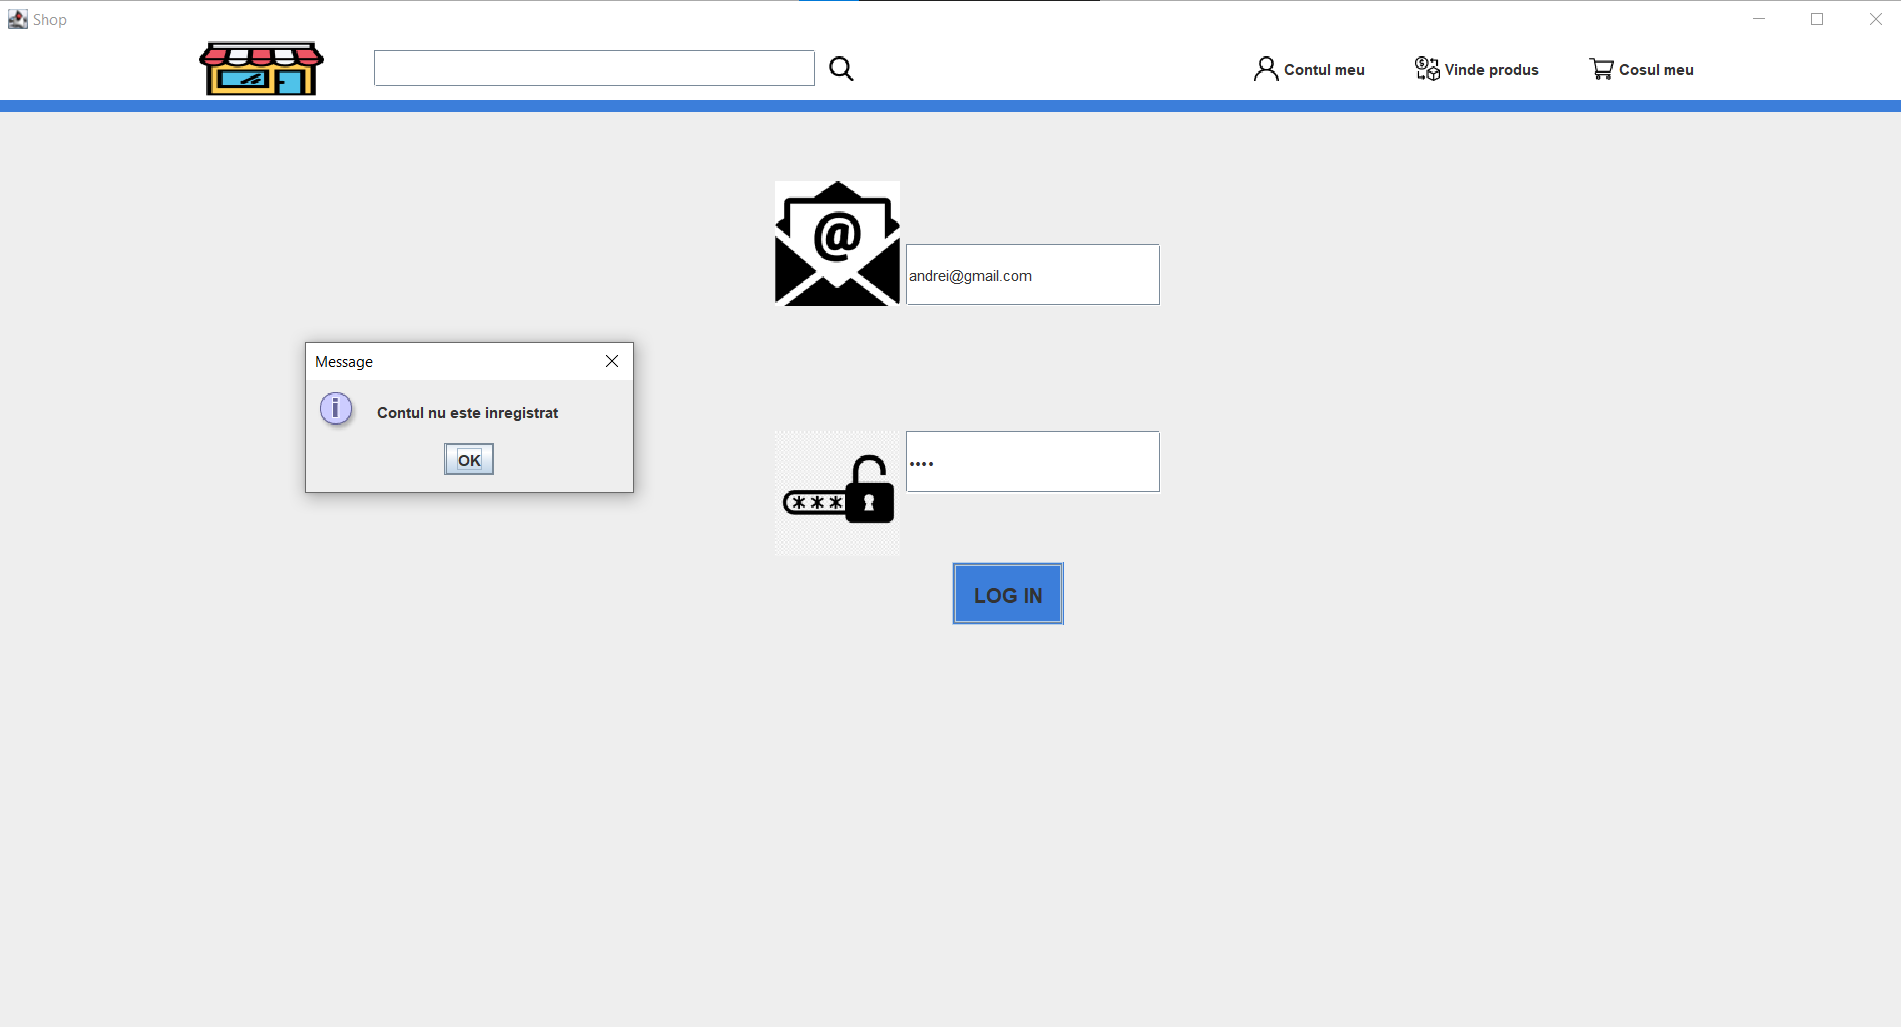 Shop
Contul meu
Vinde produs
Cosul meu
@
andrei@gmail.com
Message
i
Contul nu este inregistrat
OK
••••
***
LOG IN